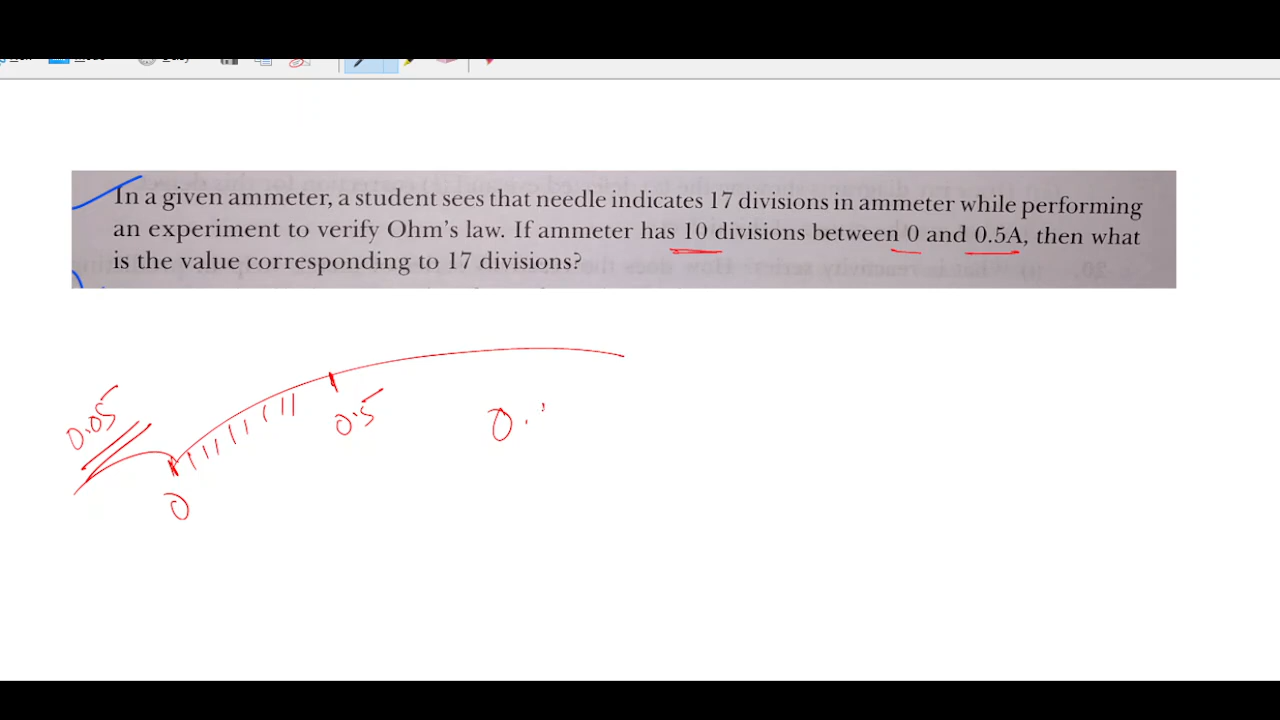 In a given ammeter, a student sees that needle indicates 17 divisions in ammeter while performing
an experiment to verify Ohm's law. If ammeter has 10 divisions between 0 and 0.5A, then what
is the value corresponding to 17 divisions?
0.05
0.5
0.
0